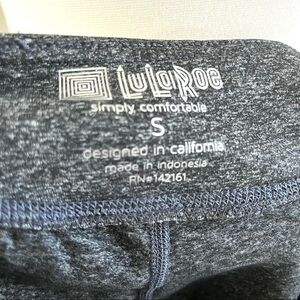 LuLaRoe
simply comfortable
S
designed in california
made in indonesia
RN#142161